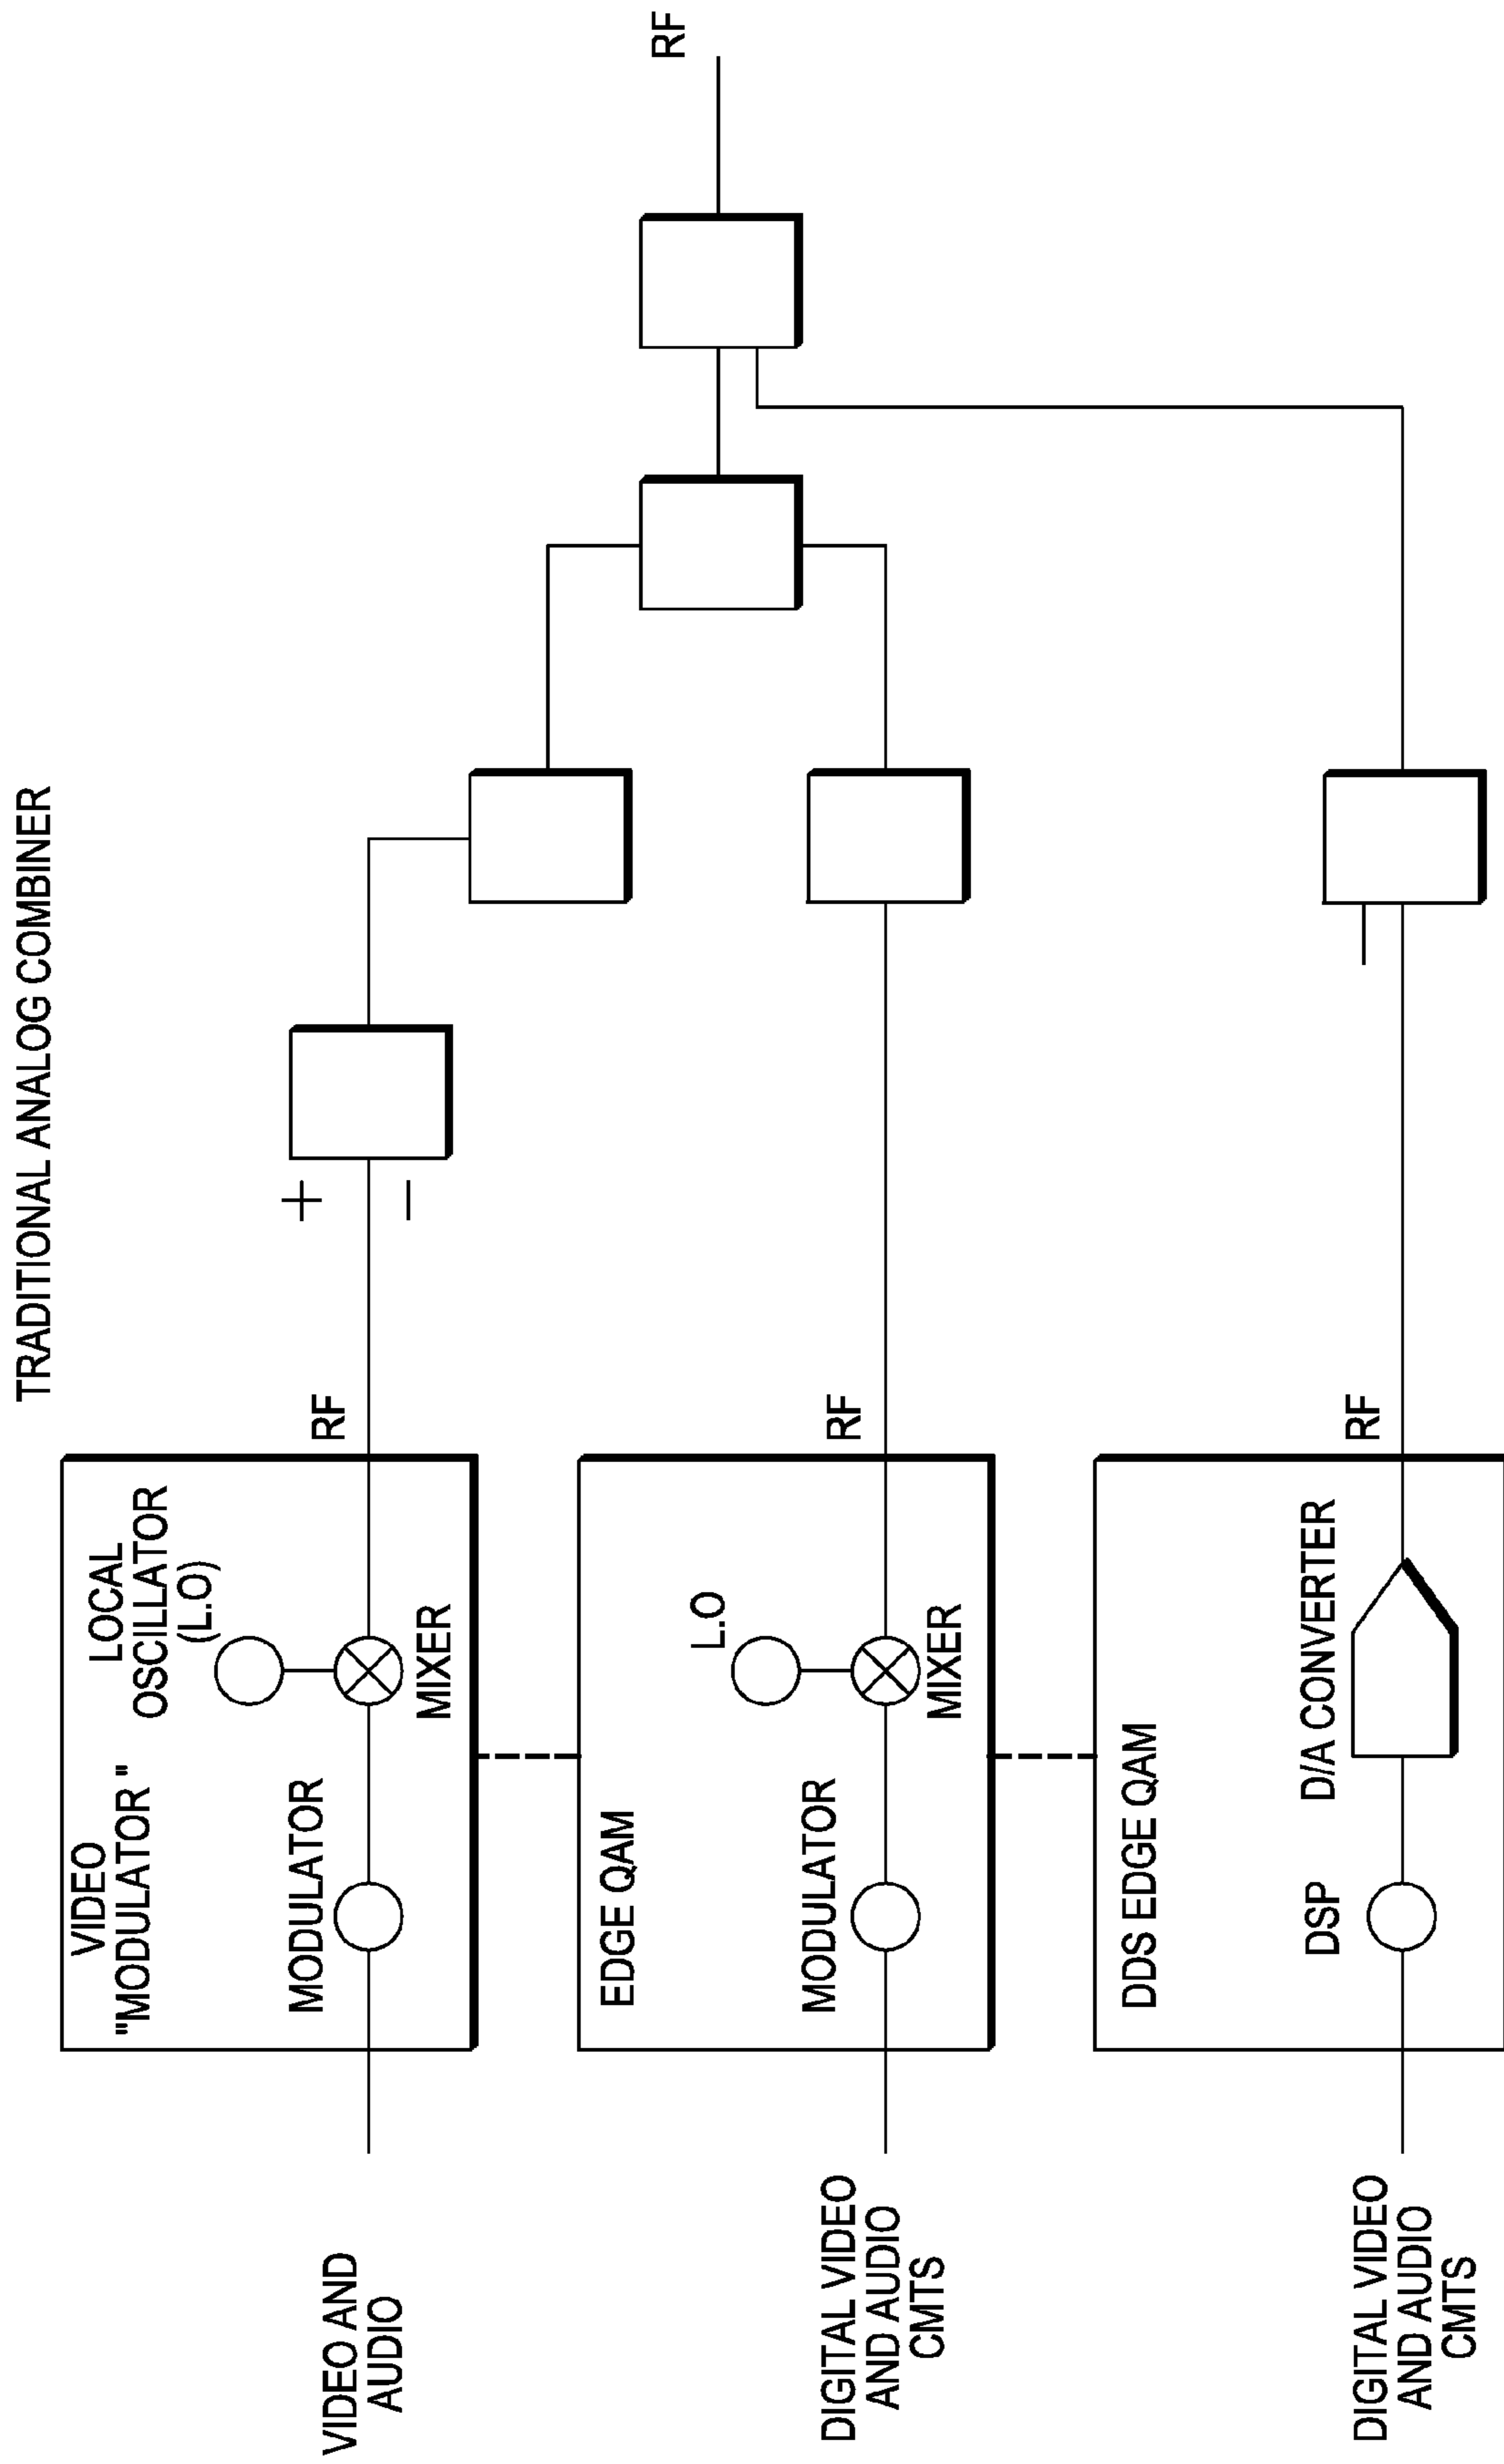 TRADITIONAL ANALOG COMBINER
VIDEO
"MODULATOR"
LOCAL
OSCILLATOR
(L.O)
MODULATOR
MIXER
RF
VIDEO AND
AUDIO
+
−
RF
EDGE QAM
L.O
MODULATOR
MIXER
RF
DIGITAL VIDEO
AND AUDIO
CMTS
DDS EDGE QAM
D/A CONVERTER
DSP
RF
DIGITAL VIDEO
AND AUDIO
CMTS